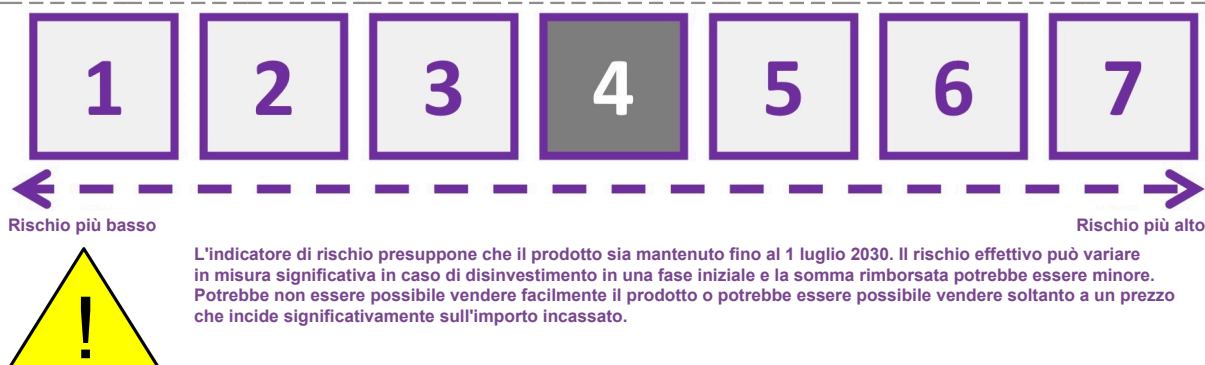 1 2 3 4 5 6 7
Rischio più basso Rischio più alto
L'indicatore di rischio presuppone che il prodotto sia mantenuto fino al 1 luglio 2030. Il rischio effettivo può variare
in misura significativa in caso di disinvestimento in una fase iniziale e la somma rimborsata potrebbe essere minore.
Potrebbe non essere possibile vendere facilmente il prodotto o potrebbe essere possibile vendere soltanto a un prezzo
che incide significativamente sull'importo incassato.
!